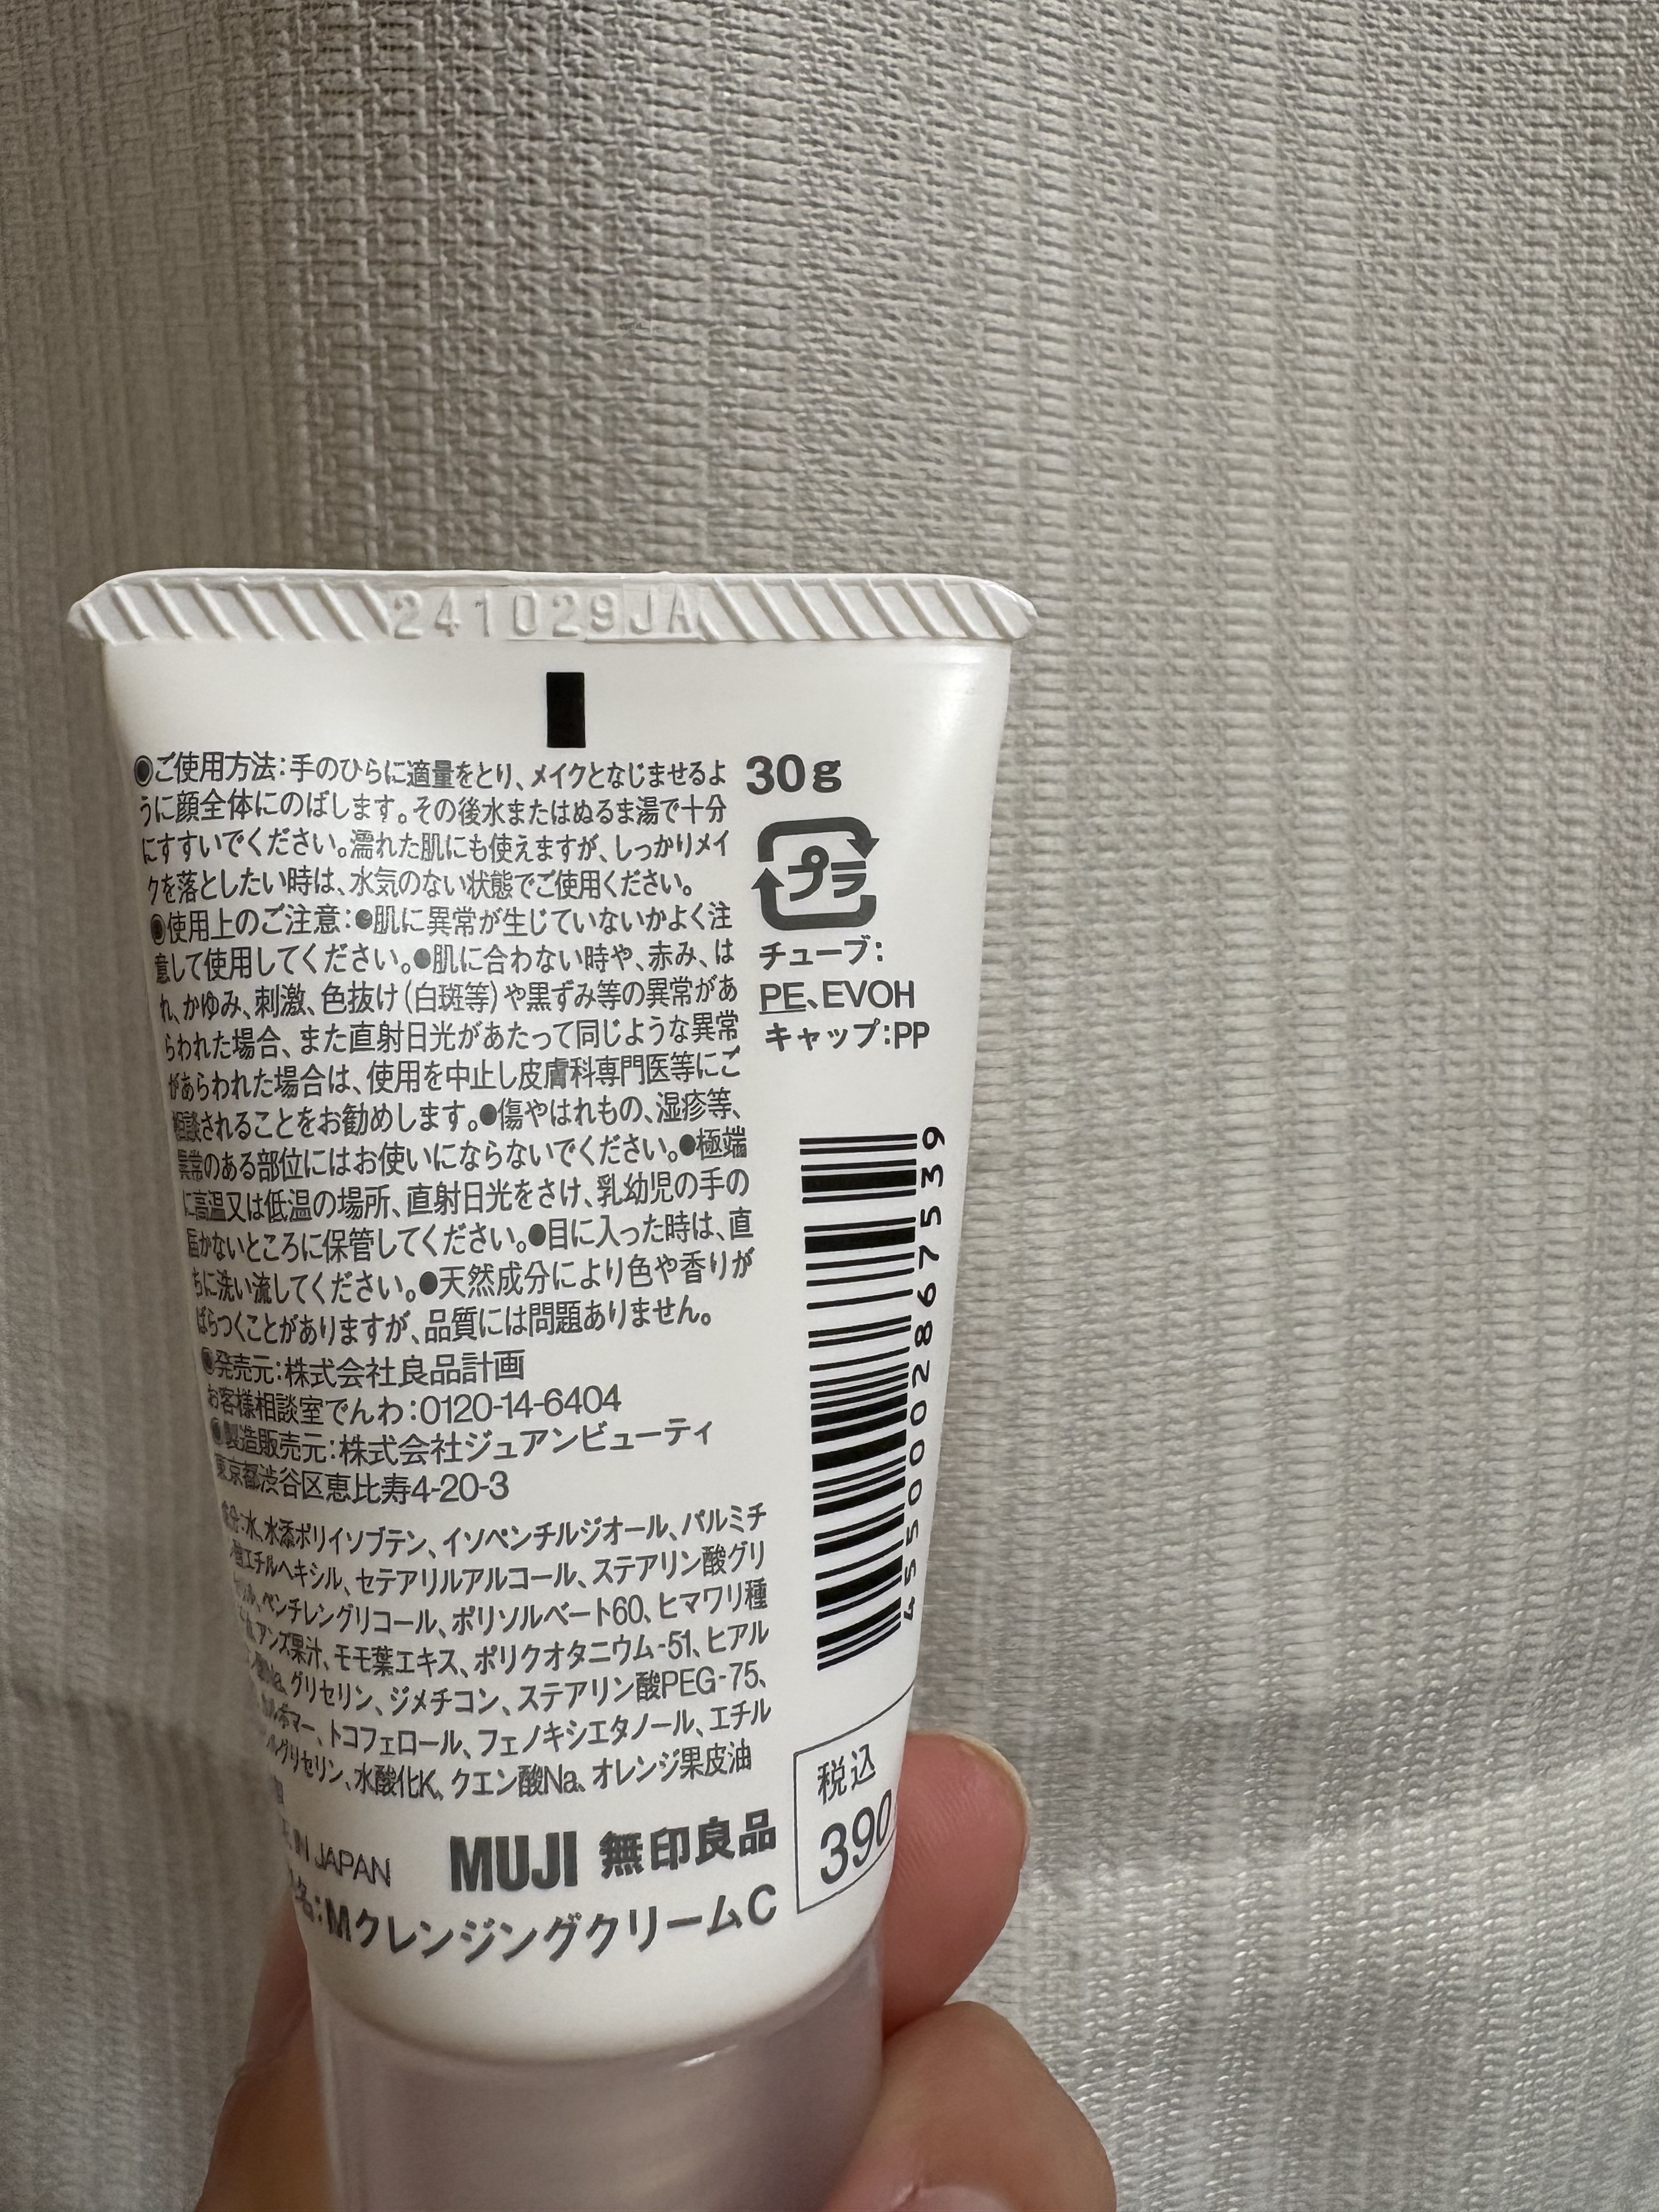 241029JA
◉ご使用方法:手のひらに適量をとり、メイクとなじませるよ
うに顔全体にのばします。その後水またはぬるま湯で十分
にすすいでください。濡れた肌にも使えますが、しっかりメイ
クを落としたい時は、水気のない状態でご使用ください。
◉使用上のご注意:●肌に異常が生じていないかよく注
意して使用してください。●肌に合わない時や、赤み、は
れ、かゆみ、刺激、色抜け(白斑等)や黒ずみ等の異常があ
らわれた場合、また直射日光があたって同じような異常
があらわれた場合は、使用を中止し皮膚科専門医等にご
相談されることをお勧めします。●傷やはれもの、湿疹等、
異常のある部位にはお使いにならないでください。●極端
に高温又は低温の場所、直射日光をさけ、乳幼児の手の
届かないところに保管してください。●目に入った時は、直
ちに洗い流してください。●天然成分により色や香りが
ばらつくことがありますが、品質には問題ありません。
◉発売元:株式会社良品計画
お客様相談室でんわ:0120-14-6404
◉製造販売元:株式会社ジュアンビューティ
東京都渋谷区恵比寿4-20-3
成分:水、水添ポリイソブテン、イソペンチルジオール、パルミチ
酸エチルヘキシル、セテアリルアルコール、ステアリン酸グリ
ペンチレングリコール、ポリソルベート60、ヒマワリ種
アンズ果汁、モモ葉エキス、ポリクオタニウム-51、ヒアル
酸Na、グリセリン、ジメチコン、ステアリン酸PEG-75、
カルボマー、トコフェロール、フェノキシエタノール、エチル
グリセリン、水酸化K、クエン酸Na、オレンジ果皮油
IN JAPAN
MUJI 無印良品
名:MクレンジングクリームC
30g
プラ
チューブ:
PE、EVOH
キャップ:PP
4550002867539
税込
390